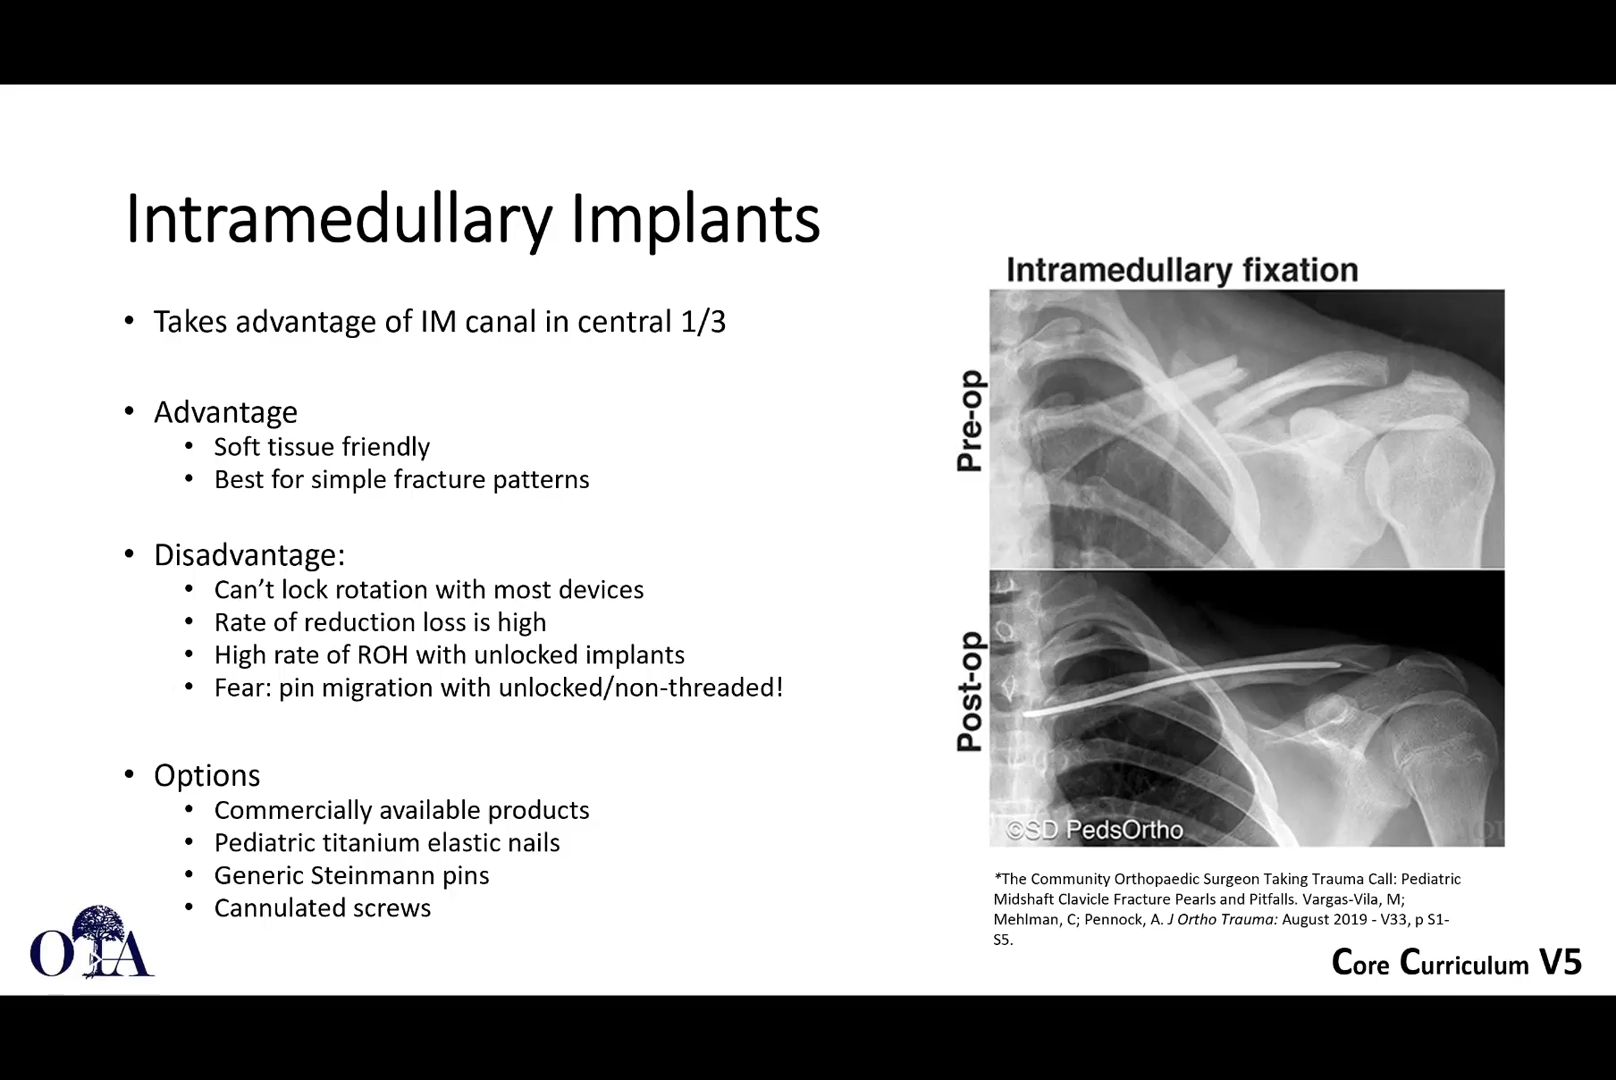 Intramedullary Implants
• Takes advantage of IM canal in central 1/3
• Advantage
• Soft tissue friendly
• Best for simple fracture patterns
• Disadvantage:
• Can’t lock rotation with most devices
• Rate of reduction loss is high
• High rate of ROH with unlocked implants
• Fear: pin migration with unlocked/non-threaded!
• Options
• Commercially available products
• Pediatric titanium elastic nails
• Generic Steinmann pins
• Cannulated screws
Intramedullary fixation
Pre-op
Post-op
©SD PedsOrtho
*The Community Orthopaedic Surgeon Taking Trauma Call: Pediatric
Midshaft Clavicle Fracture Pearls and Pitfalls. Vargas-Vila, M;
Mehlman, C; Pennock, A. J Ortho Trauma: August 2019 - V33, p S1-
S5.
OTA
Core Curriculum V5